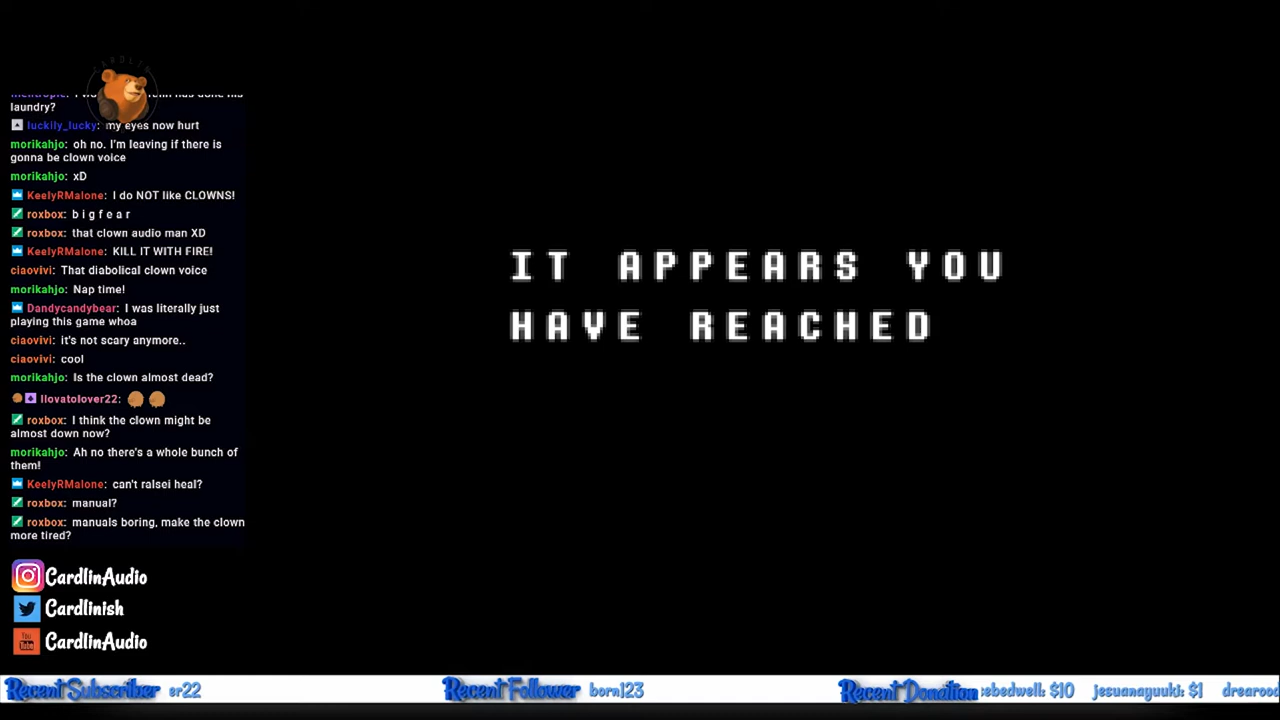 CARDLIN
laundry?
luckily_lucky: my eyes now hurt
morikahjo: oh no. I'm leaving if there is
gonna be clown voice
morikahjo: xD
KeelyRMalone: I do NOT like CLOWNS!
roxbox: b i g f e a r
roxbox: that clown audio man XD
KeelyRMalone: KILL IT WITH FIRE!
ciaovivi: That diabolical clown voice
morikahjo: Nap time!
Dandycandybear: I was literally just
playing this game whoa
ciaovivi: it's not scary anymore..
ciaovivi: cool
morikahjo: Is the clown almost dead?
llovatolover22:
roxbox: I think the clown might be
almost down now?
morikahjo: Ah no there's a whole bunch of
them!
KeelyRMalone: can't ralsei heal?
roxbox: manual?
roxbox: manuals boring, make the clown
more tired?
IT APPEARS YOU
HAVE REACHED
CardlinAudio
Cardlinish
You Tube CardlinAudio
Recent Subscriber er22 Recent Follower born123 Recent Donation ebedwell: $10 jesuanayuuki: $1 drearood